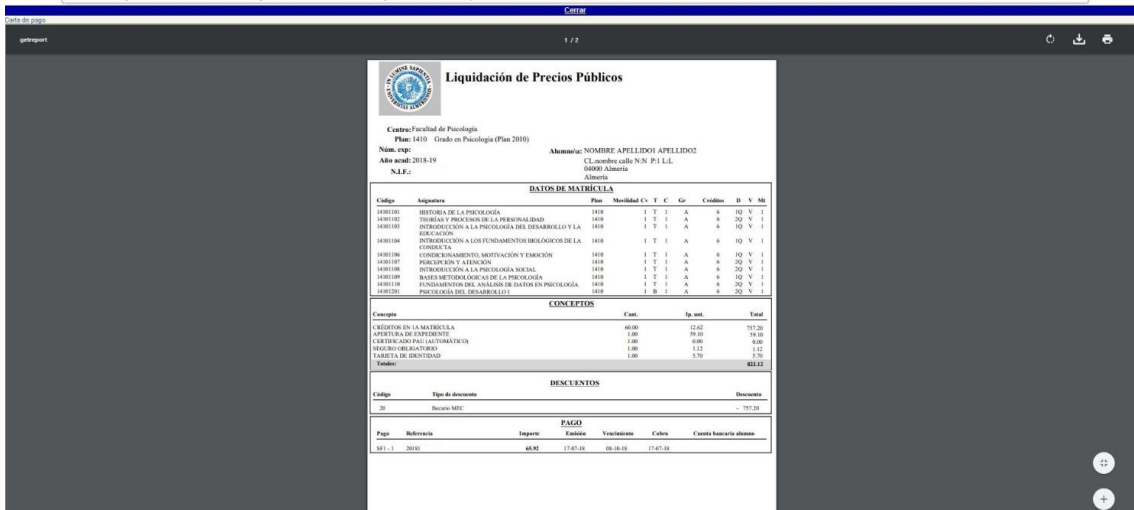 Cerrar
Carta de pago
getreport
1 / 2
Liquidación de Precios Públicos
Centro: Facultad de Psicología
Plan: 1410 Grado en Psicología (Plan 2010)
Núm. exp: Alumno/a: NOMBRE APELLIDO1 APELLIDO2
Año acad: 2018-19 CL.nombre calle N:N P:1 L:L
N.I.F.: 04000 Almeria
Almería
DATOS DE MATRÍCULA
Código Asignatura Plan Movilidad Cv T C Gr Créditos D V Mt
14101101 HISTORIA DE LA PSICOLOGÍA 1410 1 T 1 A 6 1Q V 1
14101102 TEORÍAS Y PROCESOS DE LA PERSONALIDAD 1410 1 T 1 A 6 2Q V 1
14101103 INTRODUCCIÓN A LA PSICOLOGÍA DEL DESARROLLO Y LA 1410 1 T 1 A 6 1Q V 1
EDUCACIÓN
14101104 INTRODUCCIÓN A LOS FUNDAMENTOS BIOLÓGICOS DE LA 1410 1 T 1 A 6 1Q V 1
CONDUCTA
14101106 CONDICIONAMIENTO, MOTIVACIÓN Y EMOCIÓN 1410 1 T 1 A 6 1Q V 1
14101107 PERCEPCIÓN Y ATENCIÓN 1410 1 T 1 A 6 2Q V 1
14101108 INTRODUCCIÓN A LA PSICOLOGÍA SOCIAL 1410 1 T 1 A 6 2Q V 1
14101109 BASES METODOLOGICAS DE LA PSICOLOGÍA 1410 1 T 1 A 6 1Q V 1
14101110 FUNDAMENTOS DEL ANÁLISIS DE DATOS EN PSICOLOGÍA 1410 1 T 1 A 6 2Q V 1
14101201 PSICOLOGÍA DEL DESARROLLO I 1410 1 B 1 A 6 2Q V 1
CONCEPTOS
Concepto Cant. Ip. unt. Total
CRÉDITOS EN 1A MATRÍCULA 60.00 12.62 757.20
APERTURA DE EXPEDIENTE 1.00 59.10 59.10
CERTIFICADO PAU (AUTOMÁTICO) 1.00 0.00 0.00
SEGURO OBLIGATORIO 1.00 1.12 1.12
TARJETA DE IDENTIDAD 1.00 5.70 5.70
Totales: 823.12
DESCUENTOS
Código Tipo de descuento Descuento
20 Becario MEC - 757.20
PAGO
Pago Referencia Importe Emisión Vencimiento Cobro Cuenta bancaria alumno
SF1 - 1 20181 65.92 17-07-18 08-10-18 17-07-18